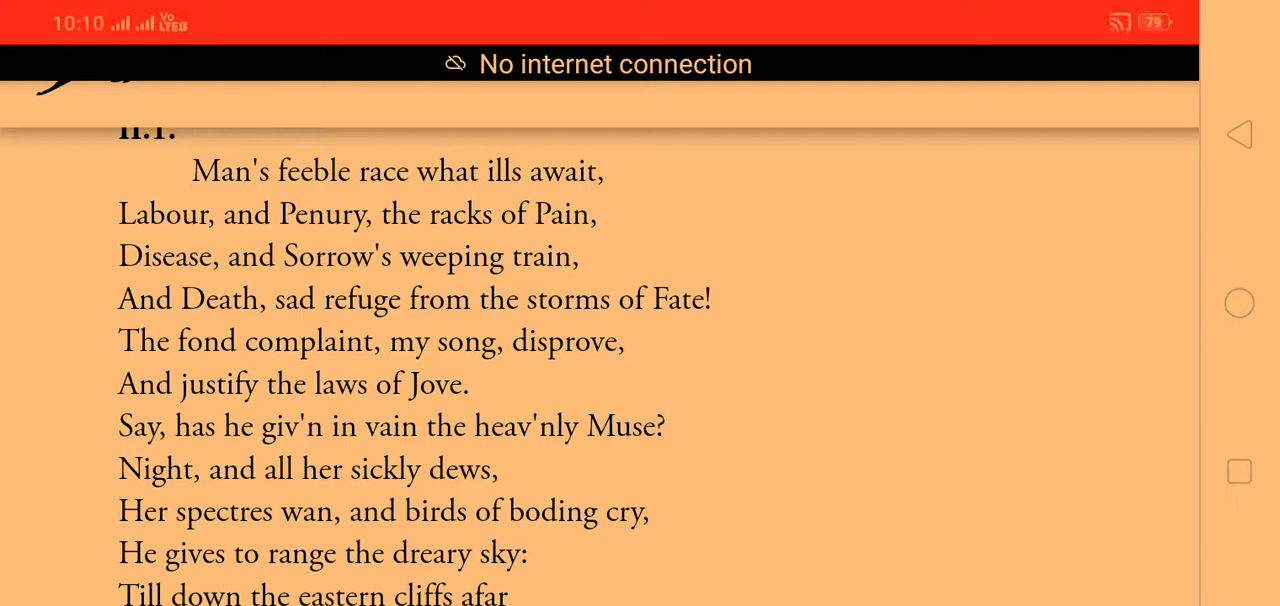 10:10 Vo LTE 79
No internet connection
II.1.
Man's feeble race what ills await,
Labour, and Penury, the racks of Pain,
Disease, and Sorrow's weeping train,
And Death, sad refuge from the storms of Fate!
The fond complaint, my song, disprove,
And justify the laws of Jove.
Say, has he giv'n in vain the heav'nly Muse?
Night, and all her sickly dews,
Her spectres wan, and birds of boding cry,
He gives to range the dreary sky:
Till down the eastern cliffs afar